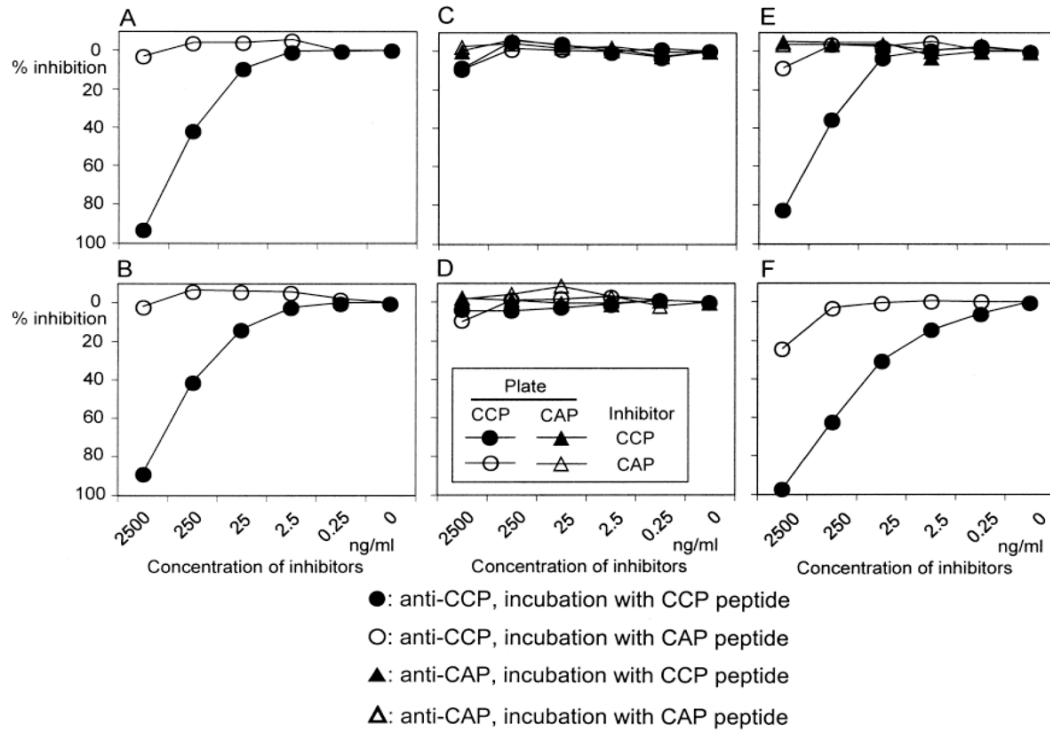 A
C
E
% inhibition
0
20
40
60
80
100
B
D
F
% inhibition
0
20
40
60
80
100
Plate
CCP CAP Inhibitor
CCP
CAP
2500 250 25 2.5 0.25 0
ng/ml
Concentration of inhibitors
2500 250 25 2.5 0.25 0
ng/ml
Concentration of inhibitors
2500 250 25 2.5 0.25 0
ng/ml
Concentration of inhibitors
●: anti-CCP, incubation with CCP peptide
○: anti-CCP, incubation with CAP peptide
▲: anti-CAP, incubation with CCP peptide
△: anti-CAP, incubation with CAP peptide